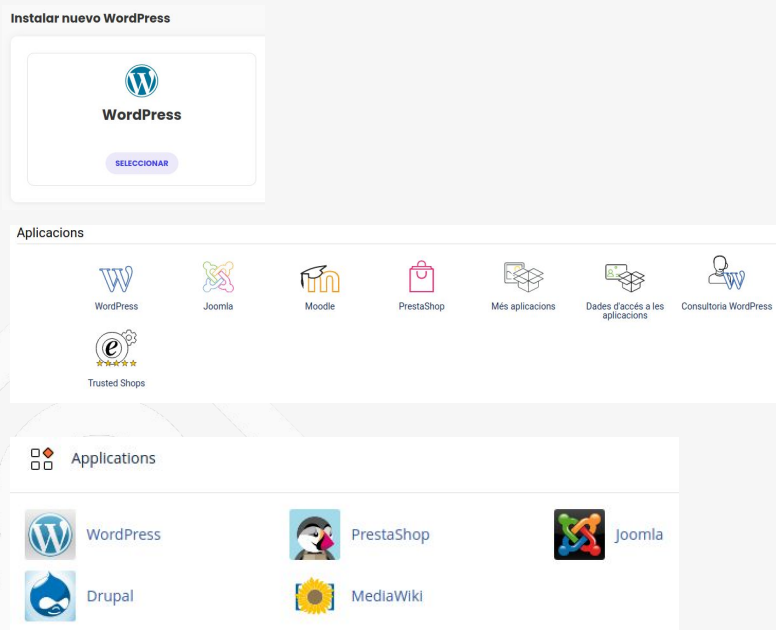 Instalar nuevo WordPress
WordPress
SELECCIONAR
Aplicacions
WordPress
Joomla
Moodle
PrestaShop
Més aplicacions
Dades d'accés a les
aplicacions
Consultoria WordPress
Trusted Shops
Applications
WordPress
PrestaShop
Joomla
Drupal
MediaWiki